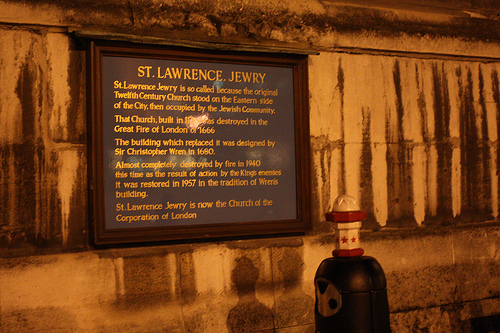 ST. LAWRENCE. JEWRY
St. Lawrence Jewry is so called because the original
Twelfth Century Church stood on the Eastern side
of the City, then occupied by the Jewish Community.
That Church, built in was destroyed in the
Great Fire of London of 1666
The building which replaced it was designed by
Sir Christopher Wren in 1680.
Almost completely destroyed by fire in 1940
this time as the result of action by the Kings enemies
it was restored in 1957 in the tradition of Wren's
building.
St. Lawrence Jewry is now the Church of the
Corporation of London